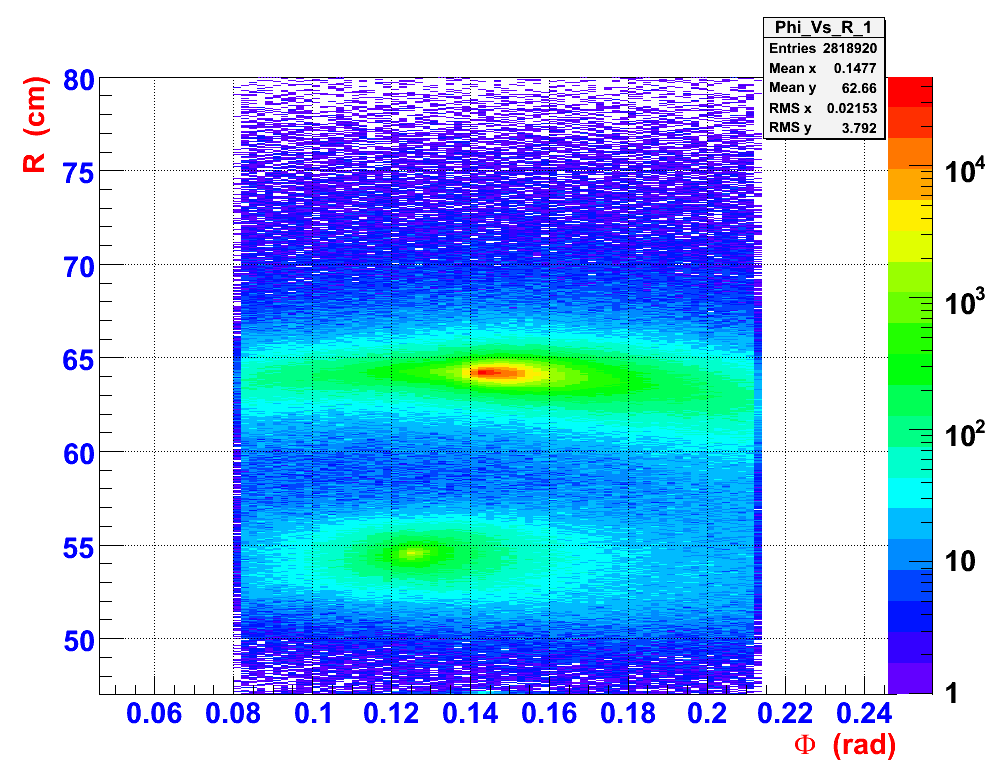 Phi_Vs_R_1
Entries 2818920
Mean x 0.1477
Mean y 62.66
RMS x 0.02153
RMS y 3.792
R (cm)
80
75
70
65
60
55
50
0.06 0.08 0.1 0.12 0.14 0.16 0.18 0.2 0.22 0.24
Φ (rad)
10⁴
10³
10²
10
1